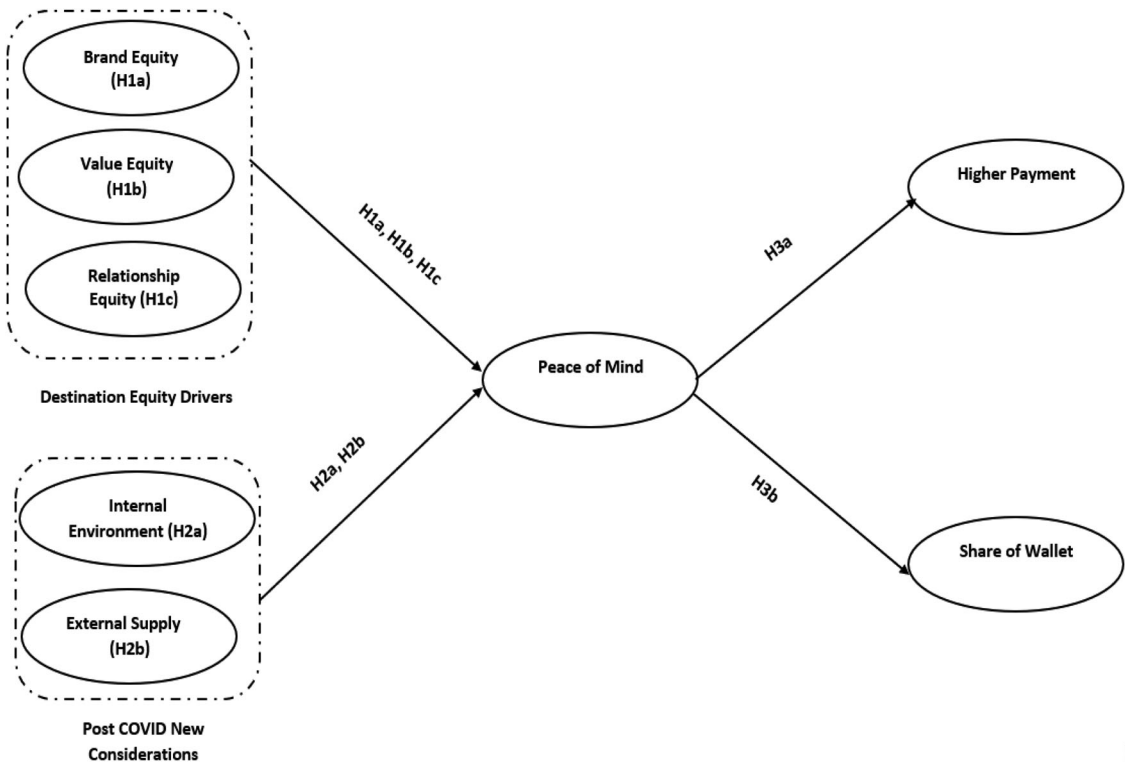 Brand Equity
(H1a)
Value Equity
(H1b)
Relationship
Equity (H1c)
Destination Equity Drivers
H1a, H1b, H1c
Internal
Environment (H2a)
External Supply
(H2b)
Post COVID New
Considerations
H2a, H2b
Peace of Mind
H3a
H3b
Higher Payment
Share of Wallet